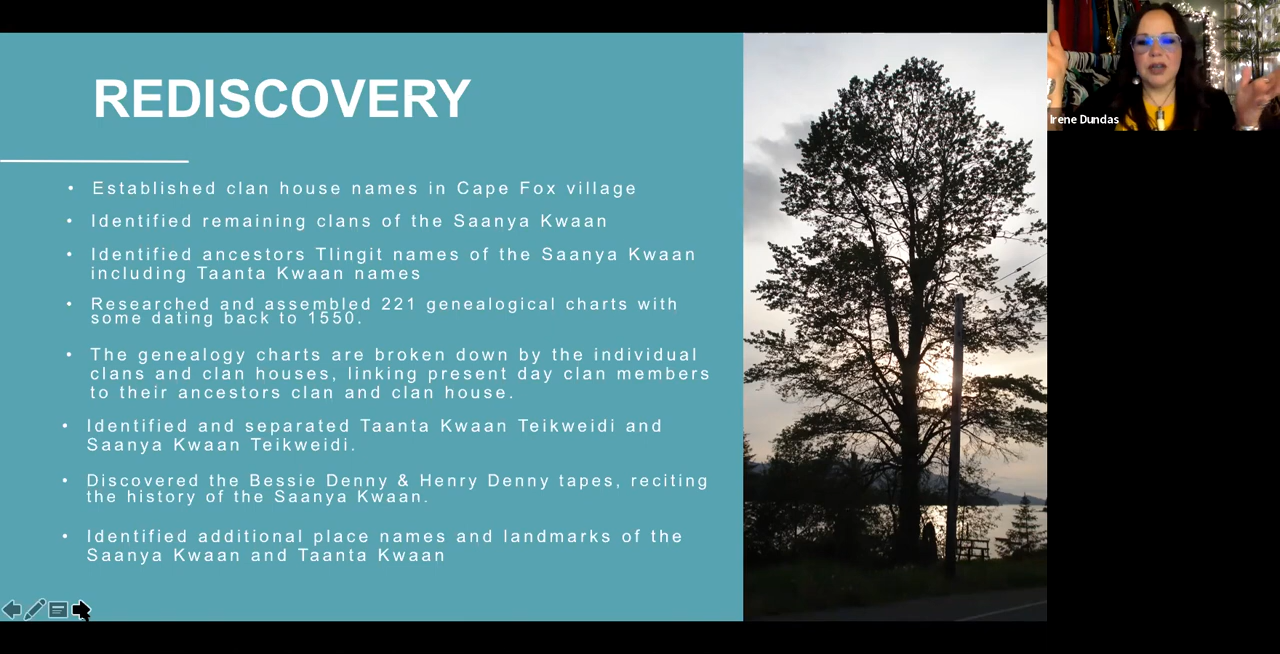 REDISCOVERY
• Established clan house names in Cape Fox village
• Identified remaining clans of the Saanya Kwaan
• Identified ancestors Tlingit names of the Saanya Kwaan
including Taanta Kwaan names
• Researched and assembled 221 genealogical charts with
some dating back to 1550.
• The genealogy charts are broken down by the individual
clans and clan houses, linking present day clan members
to their ancestors clan and clan house.
• Identified and separated Taanta Kwaan Teikweidi and
Saanya Kwaan Teikweidi.
• Discovered the Bessie Denny & Henry Denny tapes, reciting
the history of the Saanya Kwaan.
• Identified additional place names and landmarks of the
Saanya Kwaan and Taanta Kwaan
Irene Dundas